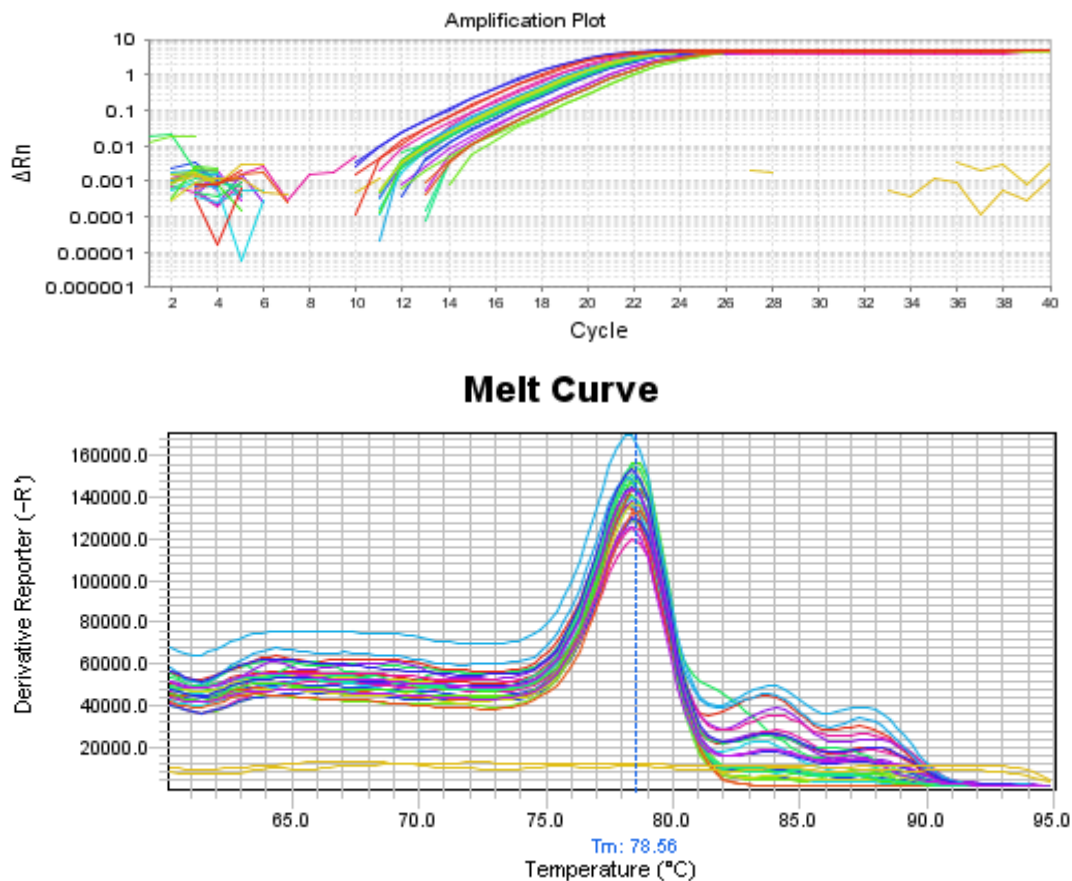 Amplification Plot
10
1
0.1
0.01
0.001
0.0001
0.00001
0.000001
ΔRn
2 4 6 8 10 12 14 16 18 20 22 24 26 28 30 32 34 36 38 40
Cycle
Melt Curve
160000.0
140000.0
120000.0
100000.0
80000.0
60000.0
40000.0
20000.0
Derivative Reporter (-R')
65.0 70.0 75.0 80.0 85.0 90.0 95.0
Tm: 78.56
Temperature (°C)